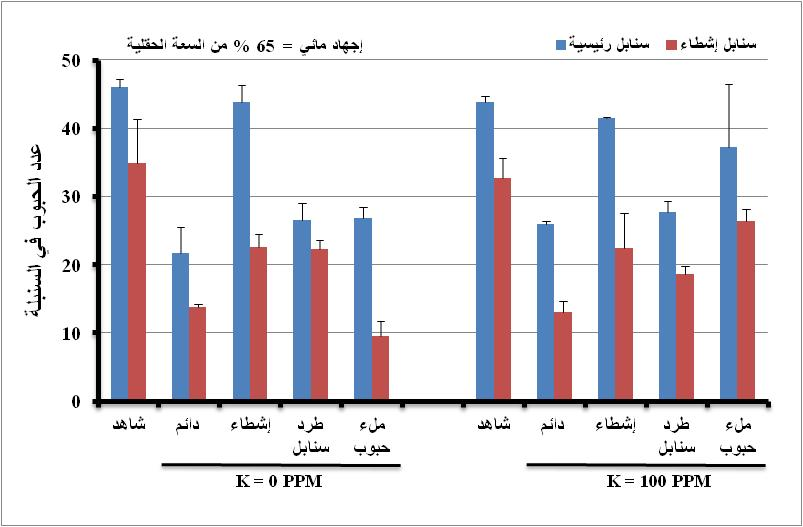 إجهاد مائي = 65 % من السعة الحقلية
سنابل رئيسية
سنابل إشطاء
عدد الحبوب في السنبلة
50
40
30
20
10
0
شاهد
دائم
إشطاء
طرد
سنابل
ملء
حبوب
شاهد
دائم
إشطاء
طرد
سنابل
ملء
حبوب
K = 0 PPM
K = 100 PPM